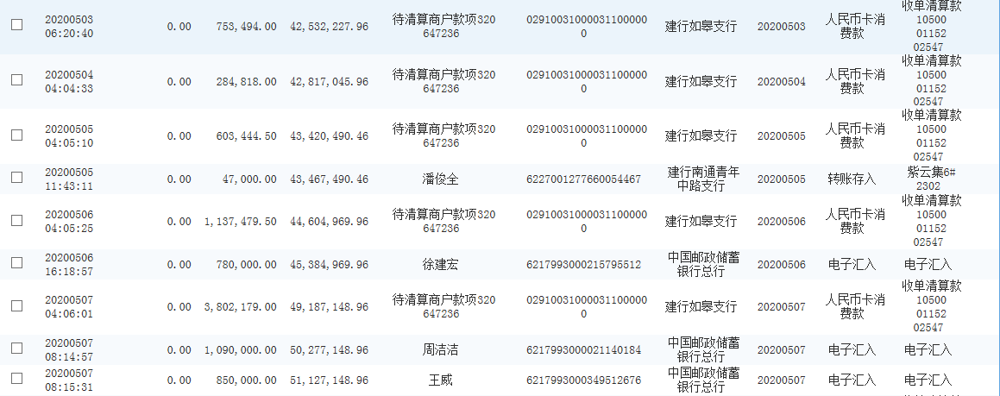 20200503 06:20:40 0.00 753,494.00 42,532,227.96 待清算商户款项320647236 029100310000311000000 建行如皋支行 20200503 人民币卡消费款 收单清算款 10500 01152 02547
20200504 04:04:33 0.00 284,818.00 42,817,045.96 待清算商户款项320647236 029100310000311000000 建行如皋支行 20200504 人民币卡消费款 收单清算款 10500 01152 02547
20200505 04:05:10 0.00 603,444.50 43,420,490.46 待清算商户款项320647236 029100310000311000000 建行如皋支行 20200505 人民币卡消费款 收单清算款 10500 01152 02547
20200505 11:43:11 0.00 47,000.00 43,467,490.46 潘俊全 6227001277660054467 建行南通青年中路支行 20200505 转账存入 紫云集6#2302
20200506 04:05:25 0.00 1,137,479.50 44,604,969.96 待清算商户款项320647236 029100310000311000000 建行如皋支行 20200506 人民币卡消费款 收单清算款 10500 01152 02547
20200506 16:18:57 0.00 780,000.00 45,384,969.96 徐建宏 6217993000215795512 中国邮政储蓄银行总行 20200506 电子汇入 电子汇入
20200507 04:06:01 0.00 3,802,179.00 49,187,148.96 待清算商户款项320647236 029100310000311000000 建行如皋支行 20200507 人民币卡消费款 收单清算款 10500 01152 02547
20200507 08:14:57 0.00 1,090,000.00 50,277,148.96 周洁洁 6217993000021140184 中国邮政储蓄银行总行 20200507 电子汇入 电子汇入
20200507 08:15:31 0.00 850,000.00 51,127,148.96 王威 6217993000349512676 中国邮政储蓄银行总行 20200507 电子汇入 电子汇入